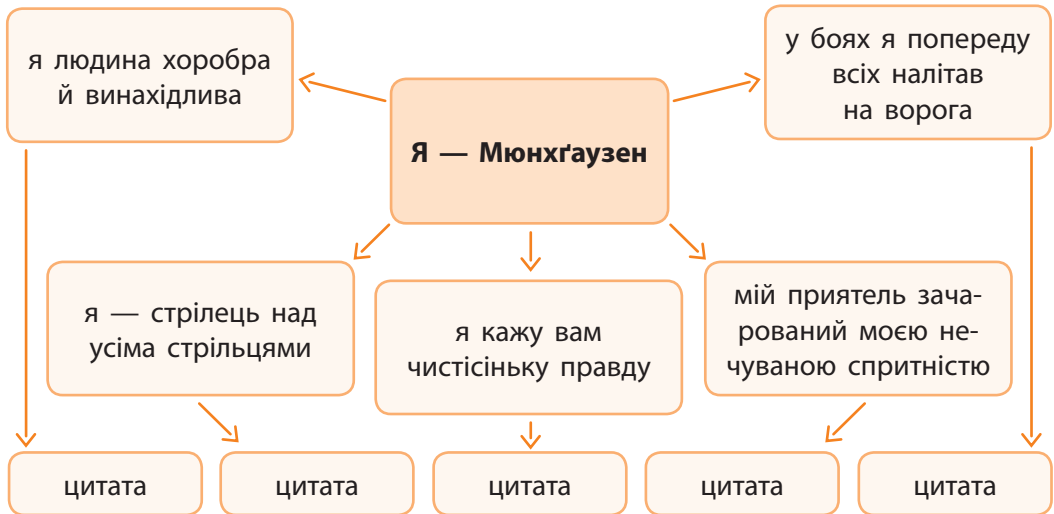 я людина хоробра
й винахідлива
Я — Мюнхґаузен
у боях я попереду
всіх налітав
на ворога
я — стрілець над
усіма стрільцями
я кажу вам
чистісіньку правду
мій приятель зача-
рований моєю не-
чуваною спритністю
цитата
цитата
цитата
цитата
цитата